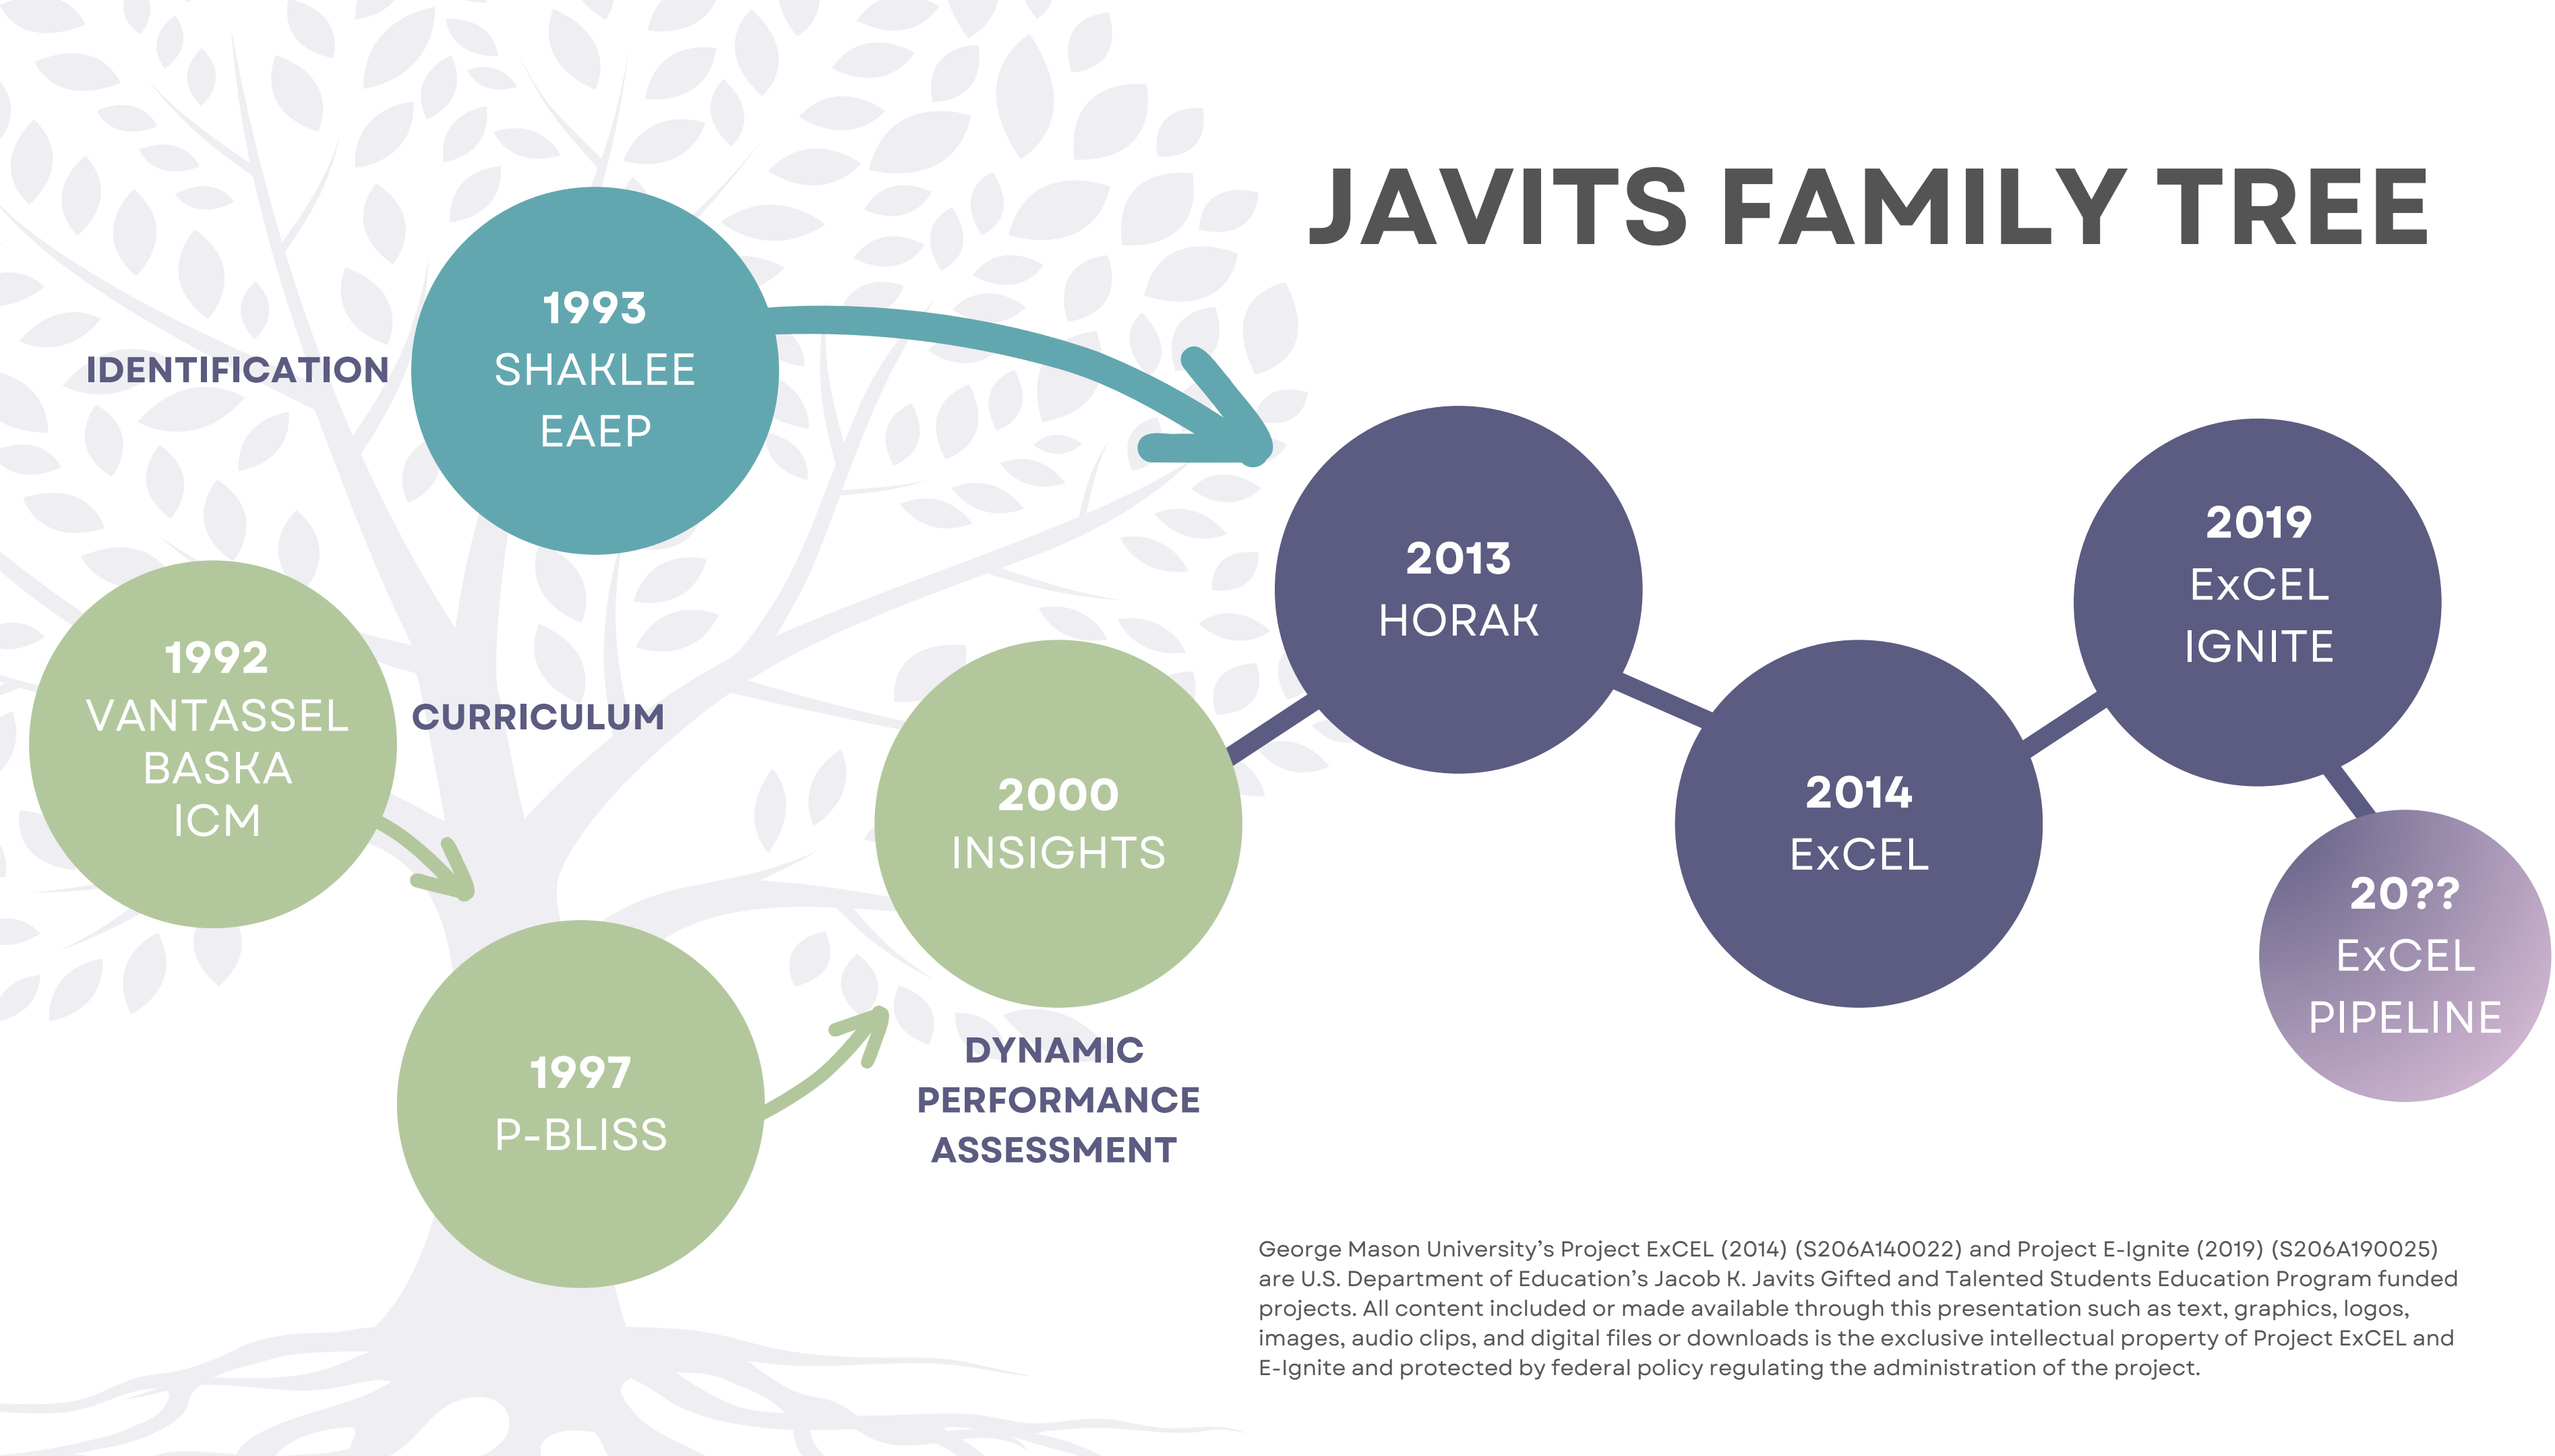 JAVITS FAMILY TREE
IDENTIFICATION
1993
SHAKLEE
EAEP
1992
VANTASSEL
BASKA
ICM
CURRICULUM
1997
P-BLISS
2000
INSIGHTS
DYNAMIC
PERFORMANCE
ASSESSMENT
2013
HORAK
2014
ExCEL
2019
ExCEL
IGNITE
20??
ExCEL
PIPELINE
George Mason University’s Project ExCEL (2014) (S206A140022) and Project E-Ignite (2019) (S206A190025)
are U.S. Department of Education’s Jacob K. Javits Gifted and Talented Students Education Program funded
projects. All content included or made available through this presentation such as text, graphics, logos,
images, audio clips, and digital files or downloads is the exclusive intellectual property of Project ExCEL and
E-Ignite and protected by federal policy regulating the administration of the project.